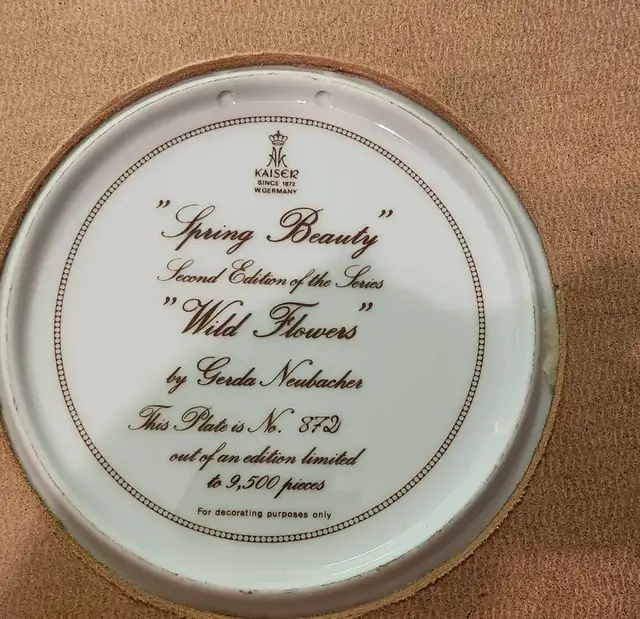 AK
KAISER
SINCE 1872
W.GERMANY
"Spring Beauty"
Second Edition of the Series
"Wild Flowers"
by Gerda Neubacher
This Plate is No. 872
out of an edition limited
to 9,500 pieces
For decorating purposes only